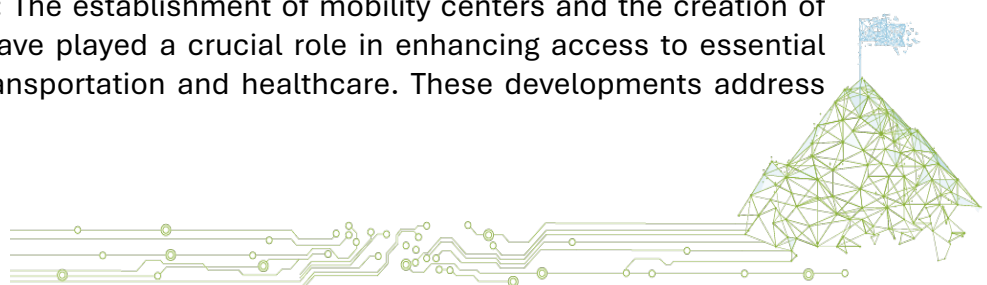 : The establishment of mobility centers and the creation of
ave played a crucial role in enhancing access to essential
ansportation and healthcare. These developments address